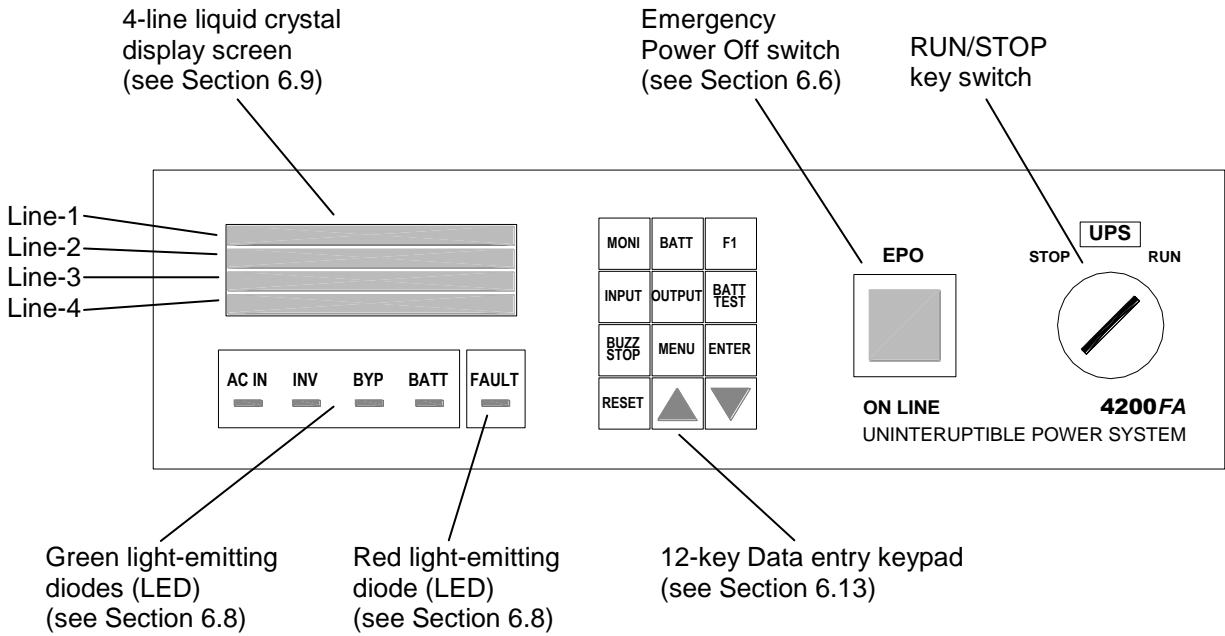 4-line liquid crystal
display screen
(see Section 6.9)
Emergency
Power Off switch
(see Section 6.6)
RUN/STOP
key switch
Line-1
Line-2
Line-3
Line-4
MONI BATT F1
INPUT OUTPUT BATT TEST
BUZZ STOP MENU ENTER
RESET
AC IN INV BYP BATT FAULT
EPO
UPS
STOP RUN
ON LINE 4200FA
UNINTERUPTIBLE POWER SYSTEM
Green light-emitting
diodes (LED)
(see Section 6.8)
Red light-emitting
diode (LED)
(see Section 6.8)
12-key Data entry keypad
(see Section 6.13)